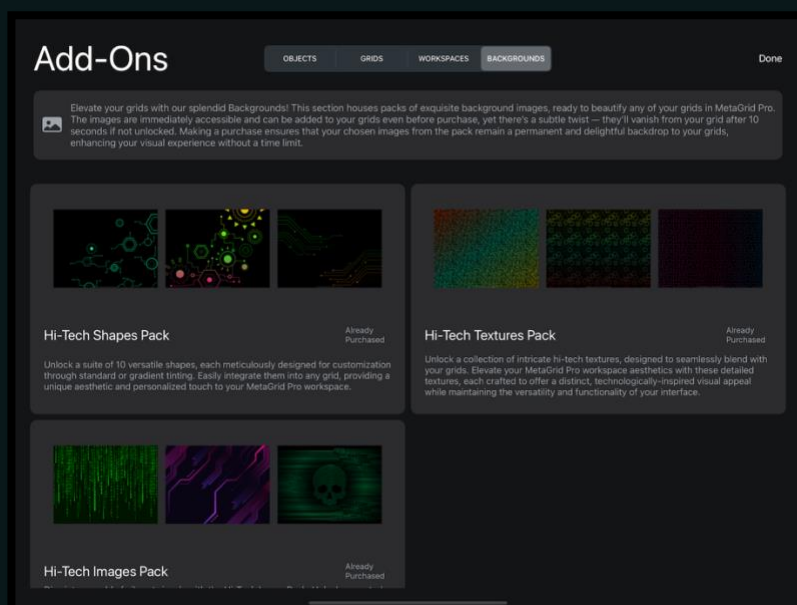 Add-Ons
OBJECTS
GRIDS
WORKSPACES
BACKGROUNDS
Done
Elevate your grids with our splendid Backgrounds! This section houses packs of exquisite background images, ready to beautify any of your grids in MetaGrid Pro.
The images are immediately accessible and can be added to your grids even before purchase, yet there's a subtle twist — they'll vanish from your grid after 10
seconds if not unlocked. Making a purchase ensures that your chosen images from the pack remain a permanent and delightful backdrop to your grids,
enhancing your visual experience without a time limit.
Hi-Tech Shapes Pack
Already
Purchased
Unlock a suite of 10 versatile shapes, each meticulously designed for customization
through standard or gradient tinting. Easily integrate them into any grid, providing a
unique aesthetic and personalized touch to your MetaGrid Pro workspace.
Hi-Tech Textures Pack
Already
Purchased
Unlock a collection of intricate hi-tech textures, designed to seamlessly blend with
your grids. Elevate your MetaGrid Pro workspace aesthetics with these detailed
textures, each crafted to offer a distinct, technologically-inspired visual appeal
while maintaining the versatility and functionality of your interface.
Hi-Tech Images Pack
Already
Purchased